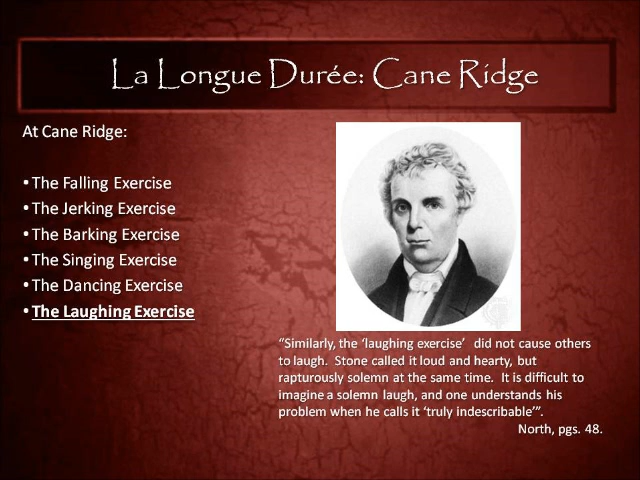 La Longue Durée: Cane Ridge
At Cane Ridge:
•The Falling Exercise
•The Jerking Exercise
•The Barking Exercise
•The Singing Exercise
•The Dancing Exercise
•The Laughing Exercise
“Similarly, the ‘laughing exercise’ did not cause others
to laugh. Stone called it loud and hearty, but
rapturously solemn at the same time. It is difficult to
imagine a solemn laugh, and one understands his
problem when he calls it ‘truly indescribable’”.
North, pgs. 48.